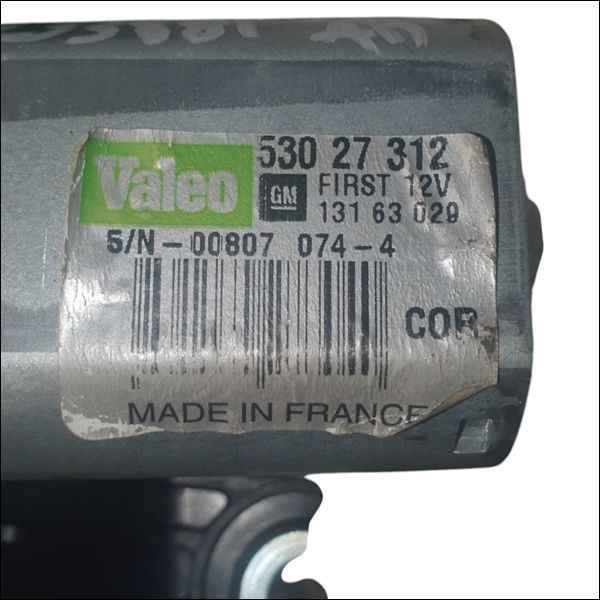 Valeo 530 27 312
GM FIRST 12V
131 63 029
S/N-00807 074-4
COR
MADE IN FRANCE